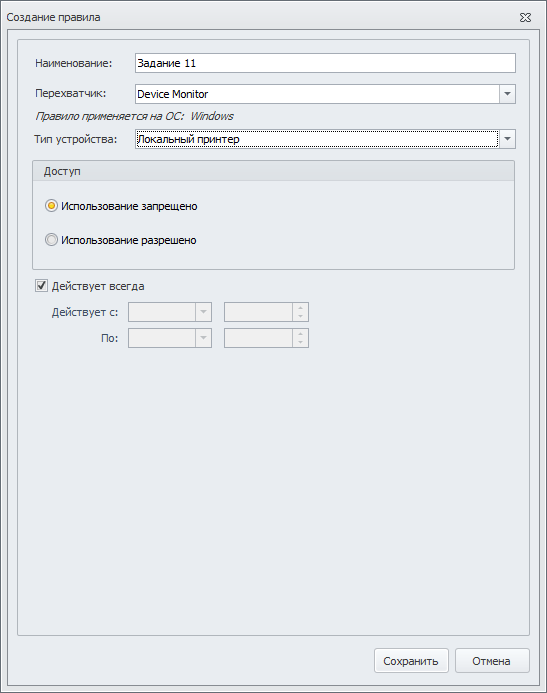 Создание правила
Наименование: Задание 11
Перехватчик: Device Monitor
Правило применяется на ОС: Windows
Тип устройства: Локальный принтер
Доступ
Использование запрещено
Использование разрешено
Действует всегда
Действует с:
По:
Сохранить Отмена